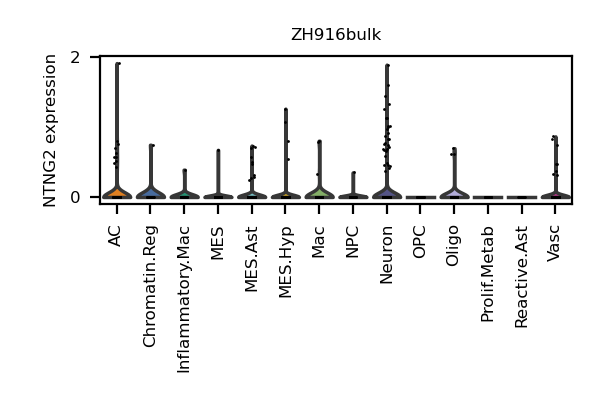 ZH916bulk
NTNG2 expression
2
0
AC
Chromatin.Reg
Inflammatory.Mac
MES
MES.Ast
MES.Hyp
Mac
NPC
Neuron
OPC
Oligo
Prolif.Metab
Reactive.Ast
Vasc